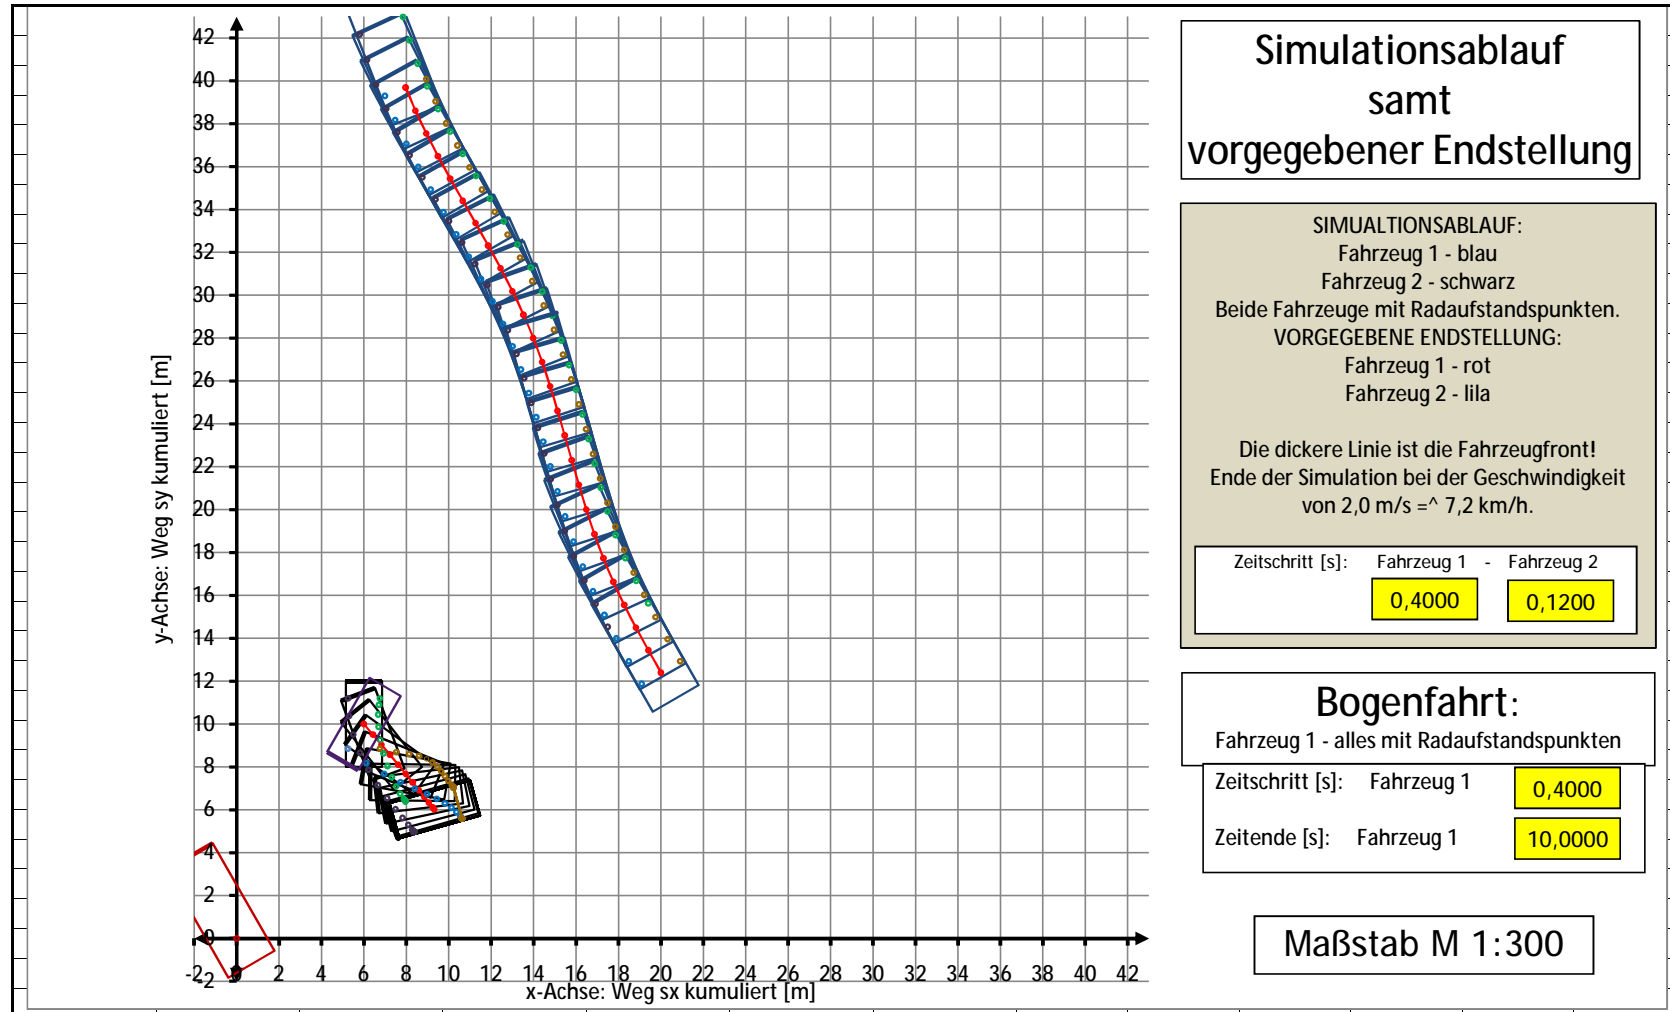 Simulationsablauf
samt
vorgegebener Endstellung
SIMUALTIONSABLAUF:
Fahrzeug 1 - blau
Fahrzeug 2 - schwarz
Beide Fahrzeuge mit Radaufstandspunkten.
VORGEGEBENE ENDSTELLUNG:
Fahrzeug 1 - rot
Fahrzeug 2 - lila
Die dickere Linie ist die Fahrzeugfront!
Ende der Simulation bei der Geschwindigkeit
von 2,0 m/s =^ 7,2 km/h.
Zeitschritt [s]: Fahrzeug 1 - Fahrzeug 2
0,4000 0,1200
Bogenfahrt:
Fahrzeug 1 - alles mit Radaufstandspunkten
Zeitschritt [s]: Fahrzeug 1 0,4000
Zeitende [s]: Fahrzeug 1 10,0000
Maßstab M 1:300
y-Achse: Weg sy kumuliert [m]
42
40
38
36
34
32
30
28
26
24
22
20
18
16
14
12
10
8
6
4
2
0
-2
-2 0 2 4 6 8 10 12 14 16 18 20 22 24 26 28 30 32 34 36 38 40 42
x-Achse: Weg sx kumuliert [m]